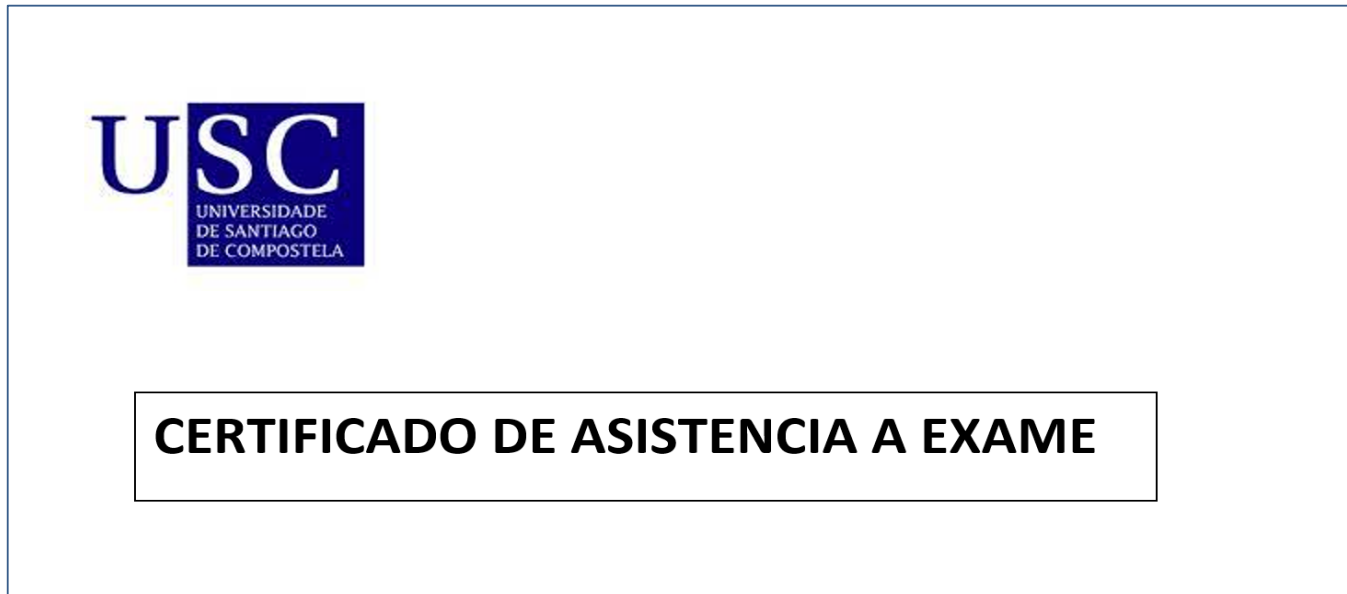 USC
UNIVERSIDADE
DE SANTIAGO
DE COMPOSTELA
CERTIFICADO DE ASISTENCIA A EXAME